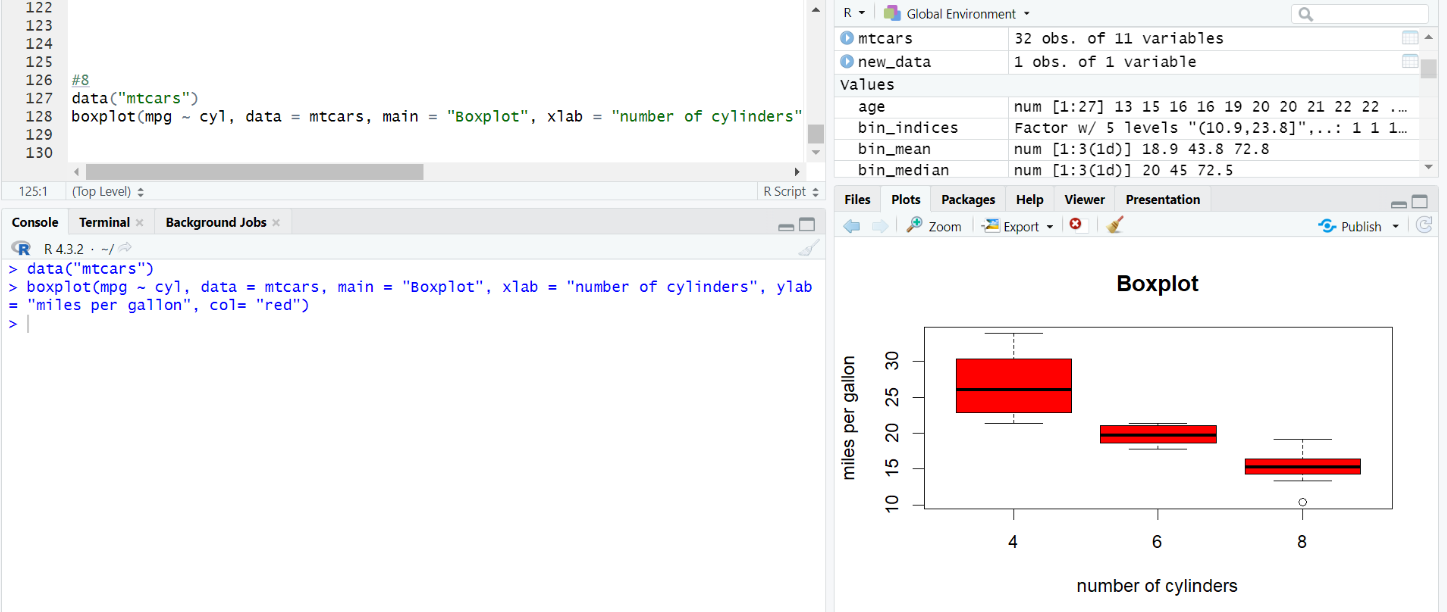 122
123
124
125
126 #8
127 data("mtcars")
128 boxplot(mpg ~ cyl, data = mtcars, main = "Boxplot", xlab = "number of cylinders"
129
130
125:1 (Top Level) R Script
Console Terminal Background Jobs
R 4.3.2 · ~/
> data("mtcars")
> boxplot(mpg ~ cyl, data = mtcars, main = "Boxplot", xlab = "number of cylinders", ylab
= "miles per gallon", col= "red")
>
R Global Environment
mtcars 32 obs. of 11 variables
new_data 1 obs. of 1 variable
Values
age num [1:27] 13 15 16 16 19 20 20 21 22 22 ...
bin_indices Factor w/ 5 levels "(10.9,23.8]",..: 1 1 1...
bin_mean num [1:3(1d)] 18.9 43.8 72.8
bin_median num [1:3(1d)] 20 45 72.5
Files Plots Packages Help Viewer Presentation
Zoom Export Publish
Boxplot
miles per gallon
30
25
20
15
10
4 6 8
number of cylinders